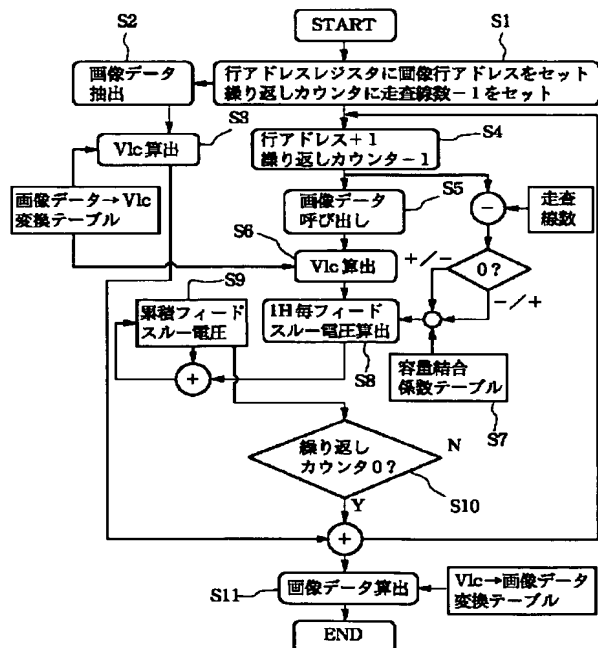 START
S2
S1
画像データ
抽出
行アドレスレジスタに画像行アドレスをセット
繰り返しカウンタに走査線数−1をセット
S3
Vlc算出
S4
行アドレス+1
繰り返しカウンター1
画像データ→Vlc
変換テーブル
S5
画像データ
呼び出し
−
走査
線数
S6
Vlc算出
+/−
0?
−/+
S9
累積フィード
スルー電圧
1H毎フィード
スルー電圧算出
S8
+
容量結合
係数テーブル
S7
繰り返し
カウンタ0?
N
S10
Y
+
S11
画像データ算出
Vlc→画像データ
変換テーブル
END